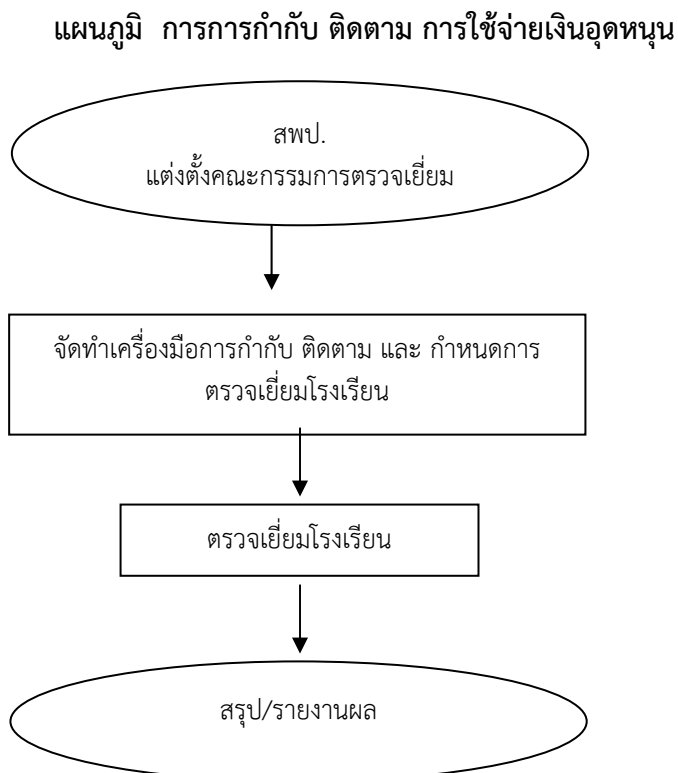 แผนภูมิ  การการกำกับ ติดตาม การใช้จ่ายเงินอุดหนุน
สพป.
แต่งตั้งคณะกรรมการตรวจเยี่ยม
จัดทำเครื่องมือการกำกับ ติดตาม และ กำหนดการ
ตรวจเยี่ยมโรงเรียน
ตรวจเยี่ยมโรงเรียน
สรุป/รายงานผล